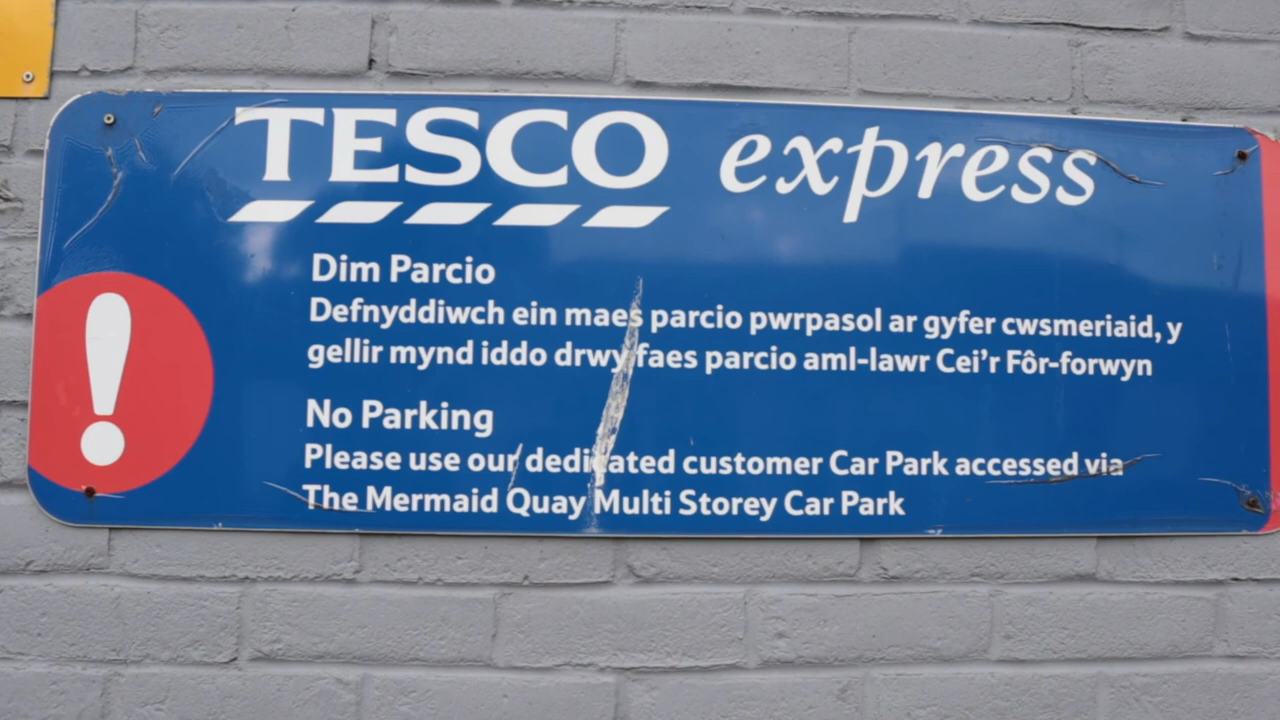 TESCO express
Dim Parcio
Defnyddiwch ein maes parcio pwrpasol ar gyfer cwsmeriaid, y
gellir mynd iddo drwy faes parcio aml-lawr Cei'r Fôr-forwyn
No Parking
Please use our dedicated customer Car Park accessed via
The Mermaid Quay Multi Storey Car Park